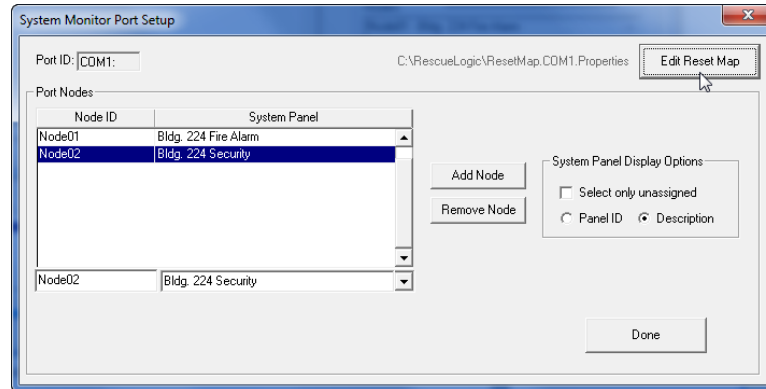 System Monitor Port Setup
Port ID: COM1:
C:\RescueLogic\ResetMap.COM1.Properties
Edit Reset Map
Port Nodes
Node ID System Panel
Node01 Bldg. 224 Fire Alarm
Node02 Bldg. 224 Security
Add Node
Remove Node
System Panel Display Options
Select only unassigned
Panel ID Description
Node02 Bldg. 224 Security
Done